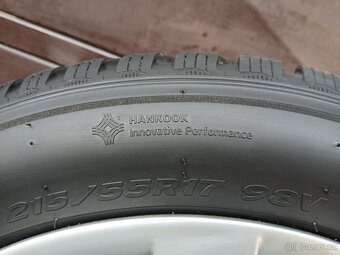 HANKOOK
Innovative Performance
215/55R17 98V